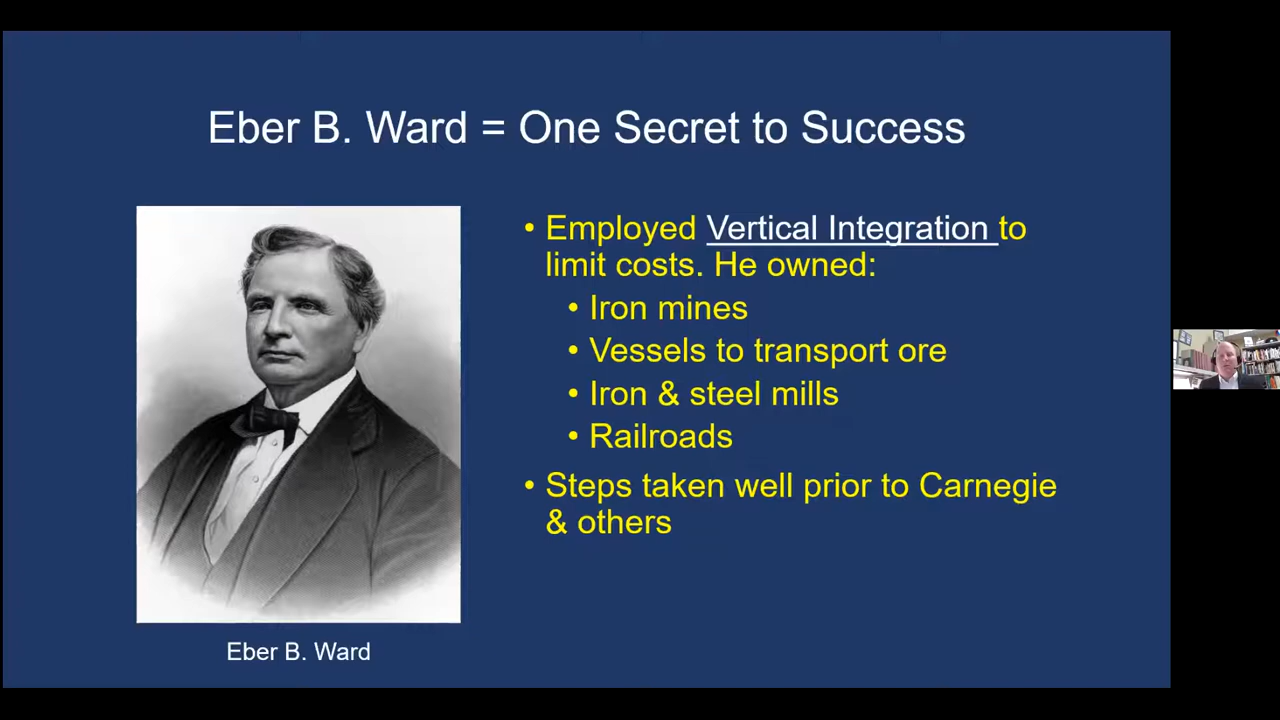 Eber B. Ward = One Secret to Success
• Employed Vertical Integration to
limit costs. He owned:
• Iron mines
• Vessels to transport ore
• Iron & steel mills
• Railroads
• Steps taken well prior to Carnegie
& others
Eber B. Ward